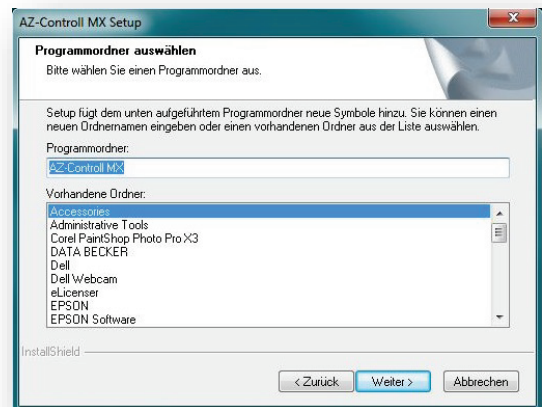 AZ-Controll MX Setup
Programmordner auswählen
Bitte wählen Sie einen Programmordner aus.
Setup fügt dem unten aufgeführtem Programmordner neue Symbole hinzu. Sie können einen
neuen Ordnernamen eingeben oder einen vorhandenen Ordner aus der Liste auswählen.
Programmordner:
AZ-Controll MX
Vorhandene Ordner:
Accessories
Administrative Tools
Corel PaintShop Photo Pro X3
DATA BECKER
Dell
Dell Webcam
eLicenser
EPSON
EPSON Software
InstallShield
< Zurück
Weiter >
Abbrechen